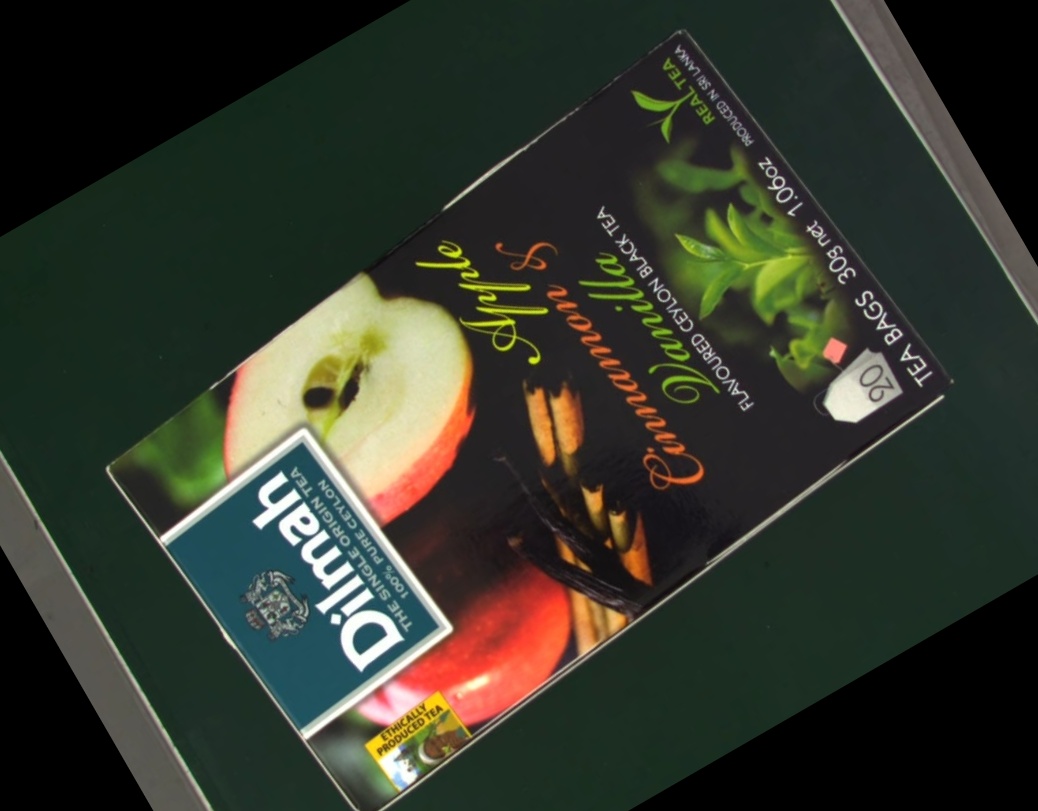 Dilmah
THE SINGLE ORIGIN TEA
100% PURE CEYLON
ETHICALLY
PRODUCED TEA
Apple
Cinnamon &
Vanilla
FLAVOURED CEYLON BLACK TEA
REAL TEA
PRODUCED IN SRI LANKA
20
TEA BAGS 30g net 1.06oz